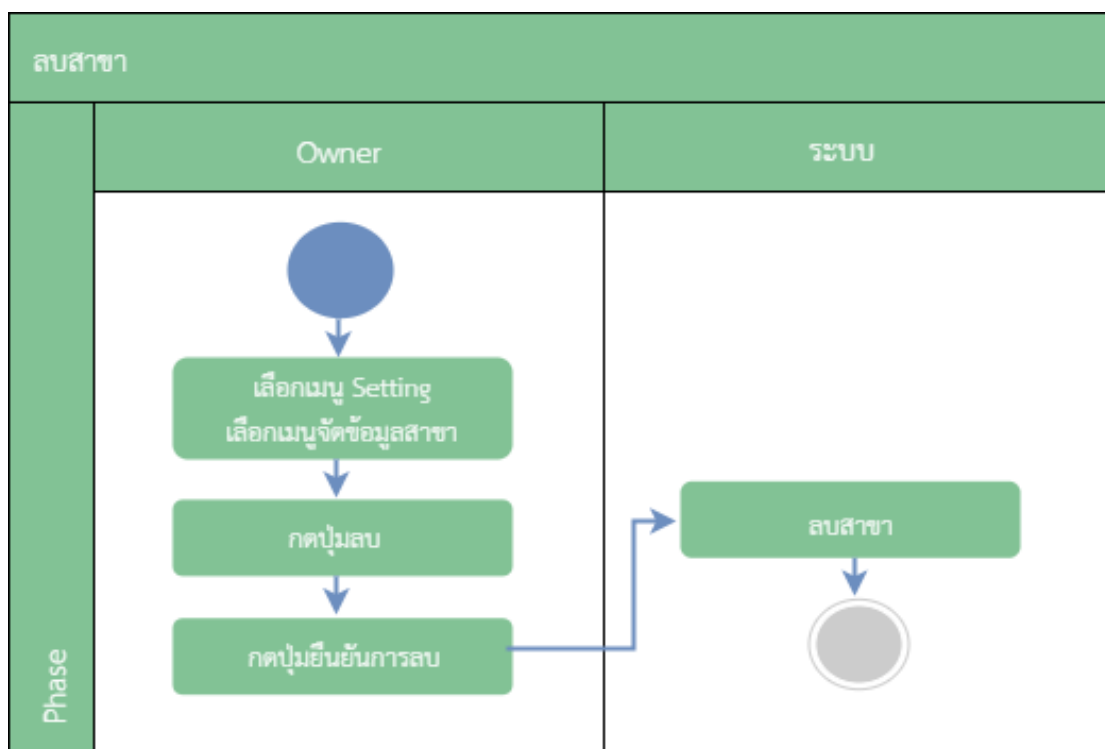 ลบสาขา
Owner
ระบบ
เลือกเมนู Setting
เลือกเมนูจัดข้อมูลสาขา
กดปุ่มลบ
กดปุ่มยืนยันการลบ
ลบสาขา
Phase